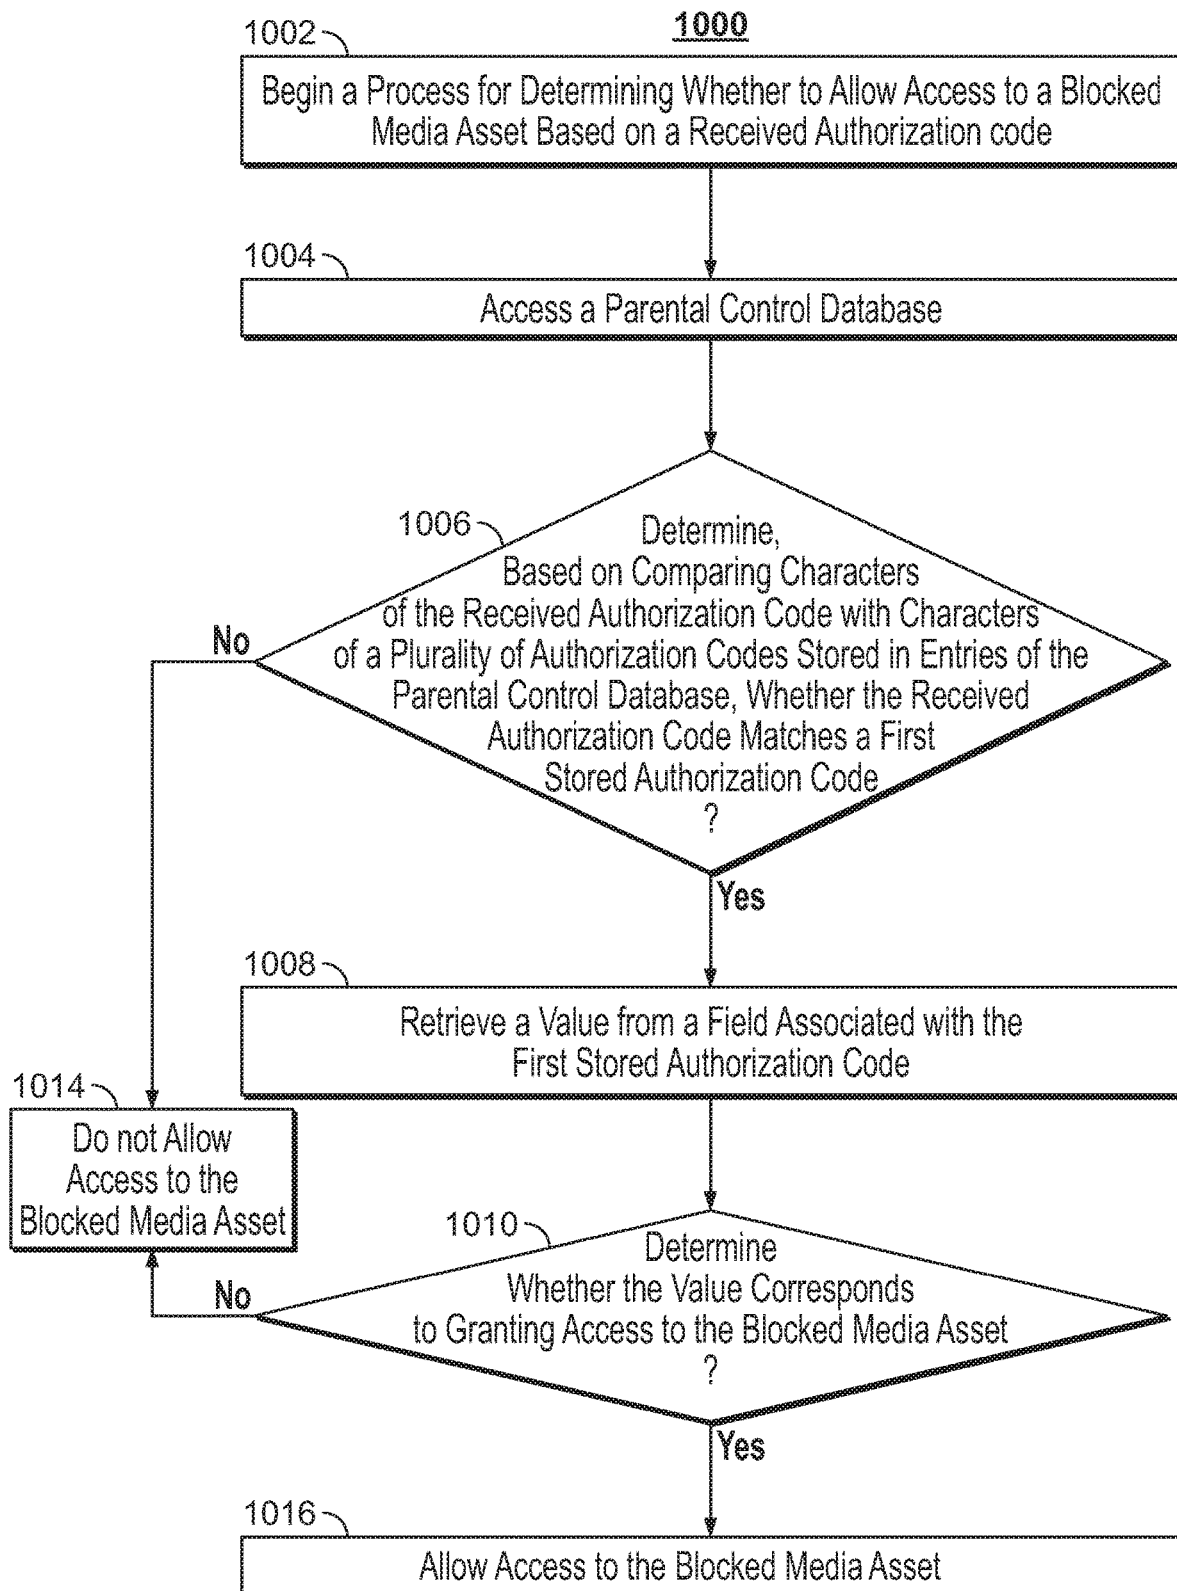 1000
1002
Begin a Process for Determining Whether to Allow Access to a Blocked
Media Asset Based on a Received Authorization code
1004
Access a Parental Control Database
1006
Determine,
Based on Comparing Characters
of the Received Authorization Code with Characters
of a Plurality of Authorization Codes Stored in Entries of the
Parental Control Database, Whether the Received
Authorization Code Matches a First
Stored Authorization Code
?
No
Yes
1008
Retrieve a Value from a Field Associated with the
First Stored Authorization Code
1014
Do not Allow
Access to the
Blocked Media Asset
1010
Determine
Whether the Value Corresponds
to Granting Access to the Blocked Media Asset
?
No
Yes
1016
Allow Access to the Blocked Media Asset